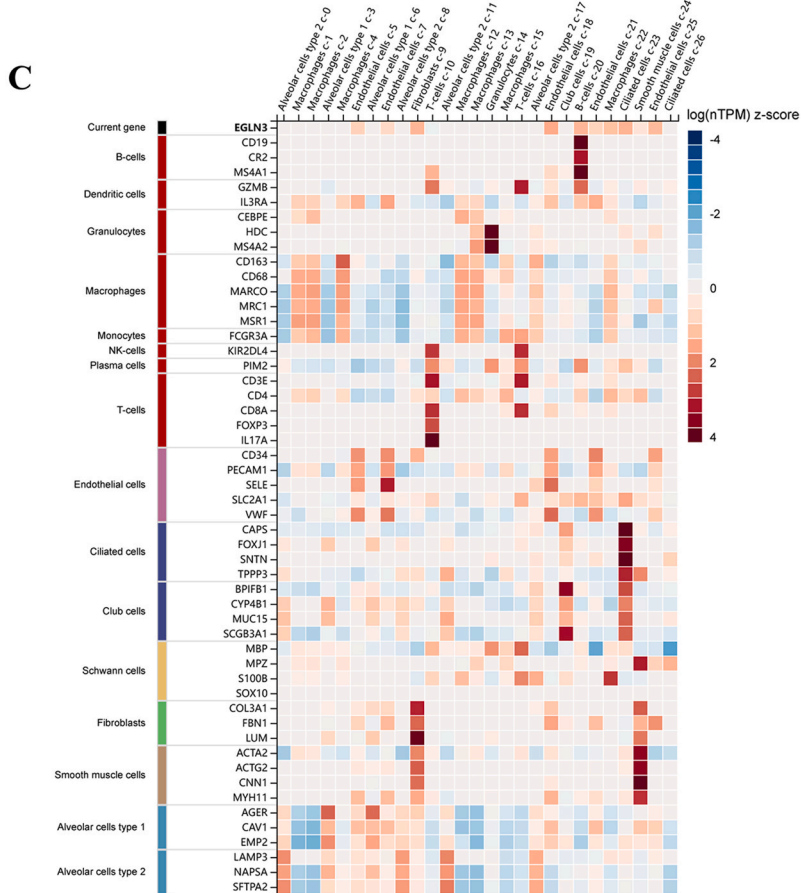 C
Alveolar cells type 2 c-0
Macrophages c-1
Macrophages c-2
Alveolar cells type 1 c-3
Macrophages c-4
Endothelial cells c-5
Alveolar cells type 1 c-6
Endothelial cells c-7
Alveolar cells type 2 c-8
Fibroblasts c-9
T-cells c-10
Alveolar cells type 2 c-11
Macrophages c-12
Macrophages c-13
Granulocytes c-14
Macrophages c-15
T-cells c-16
Alveolar cells type 2 c-17
Endothelial cells c-18
Club cells c-19
B-cells c-20
Endothelial cells c-21
Macrophages c-22
Ciliated cells c-23
Smooth muscle cells c-24
Endothelial cells c-25
Ciliated cells c-26
log(nTPM) z-score
-4
-2
0
2
4
Current gene EGLN3
B-cells
CD19
CR2
MS4A1
Dendritic cells
GZMB
IL3RA
Granulocytes
CEBPE
HDC
MS4A2
Macrophages
CD163
CD68
MARCO
MRC1
MSR1
Monocytes FCGR3A
NK-cells KIR2DL4
Plasma cells PIM2
T-cells
CD3E
CD4
CD8A
FOXP3
IL17A
Endothelial cells
CD34
PECAM1
SELE
SLC2A1
VWF
Ciliated cells
CAPS
FOXJ1
SNTN
TPPP3
Club cells
BPIFB1
CYP4B1
MUC15
SCGB3A1
Schwann cells
MBP
MPZ
S100B
SOX10
Fibroblasts
COL3A1
FBN1
LUM
Smooth muscle cells
ACTA2
ACTG2
CNN1
MYH11
Alveolar cells type 1
AGER
CAV1
EMP2
Alveolar cells type 2
LAMP3
NAPSA
SFTPA2